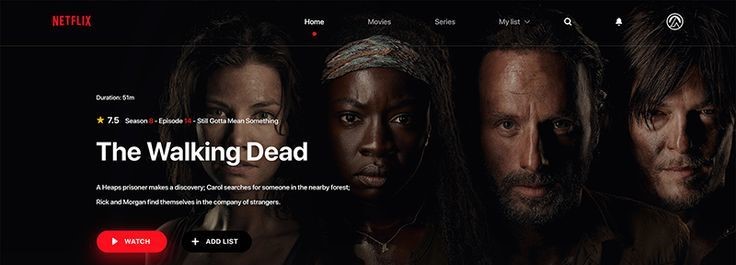 NETFLIX Home Movies Series My list
Duration: 51m
7.5 Season 8 - Episode 14 - Still Gotta Mean Something
The Walking Dead
A Heaps prisoner makes a discovery; Carol searches for someone in the nearby forest;
Rick and Morgan find themselves in the company of strangers.
WATCH + ADD LIST